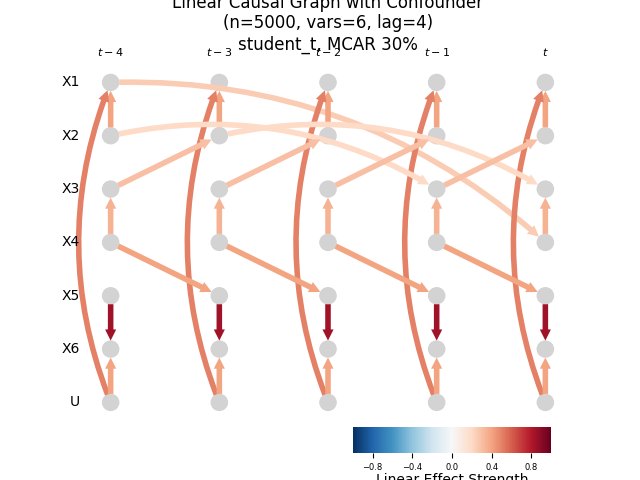 Linear Causal Graph with Confounder
(n=5000, vars=6, lag=4)
student_t, MCAR 30%
t−4 t−3 t−2 t−1 t
X1
X2
X3
X4
X5
X6
U
−0.8 −0.4 0.0 0.4 0.8
Linear Effect Strength